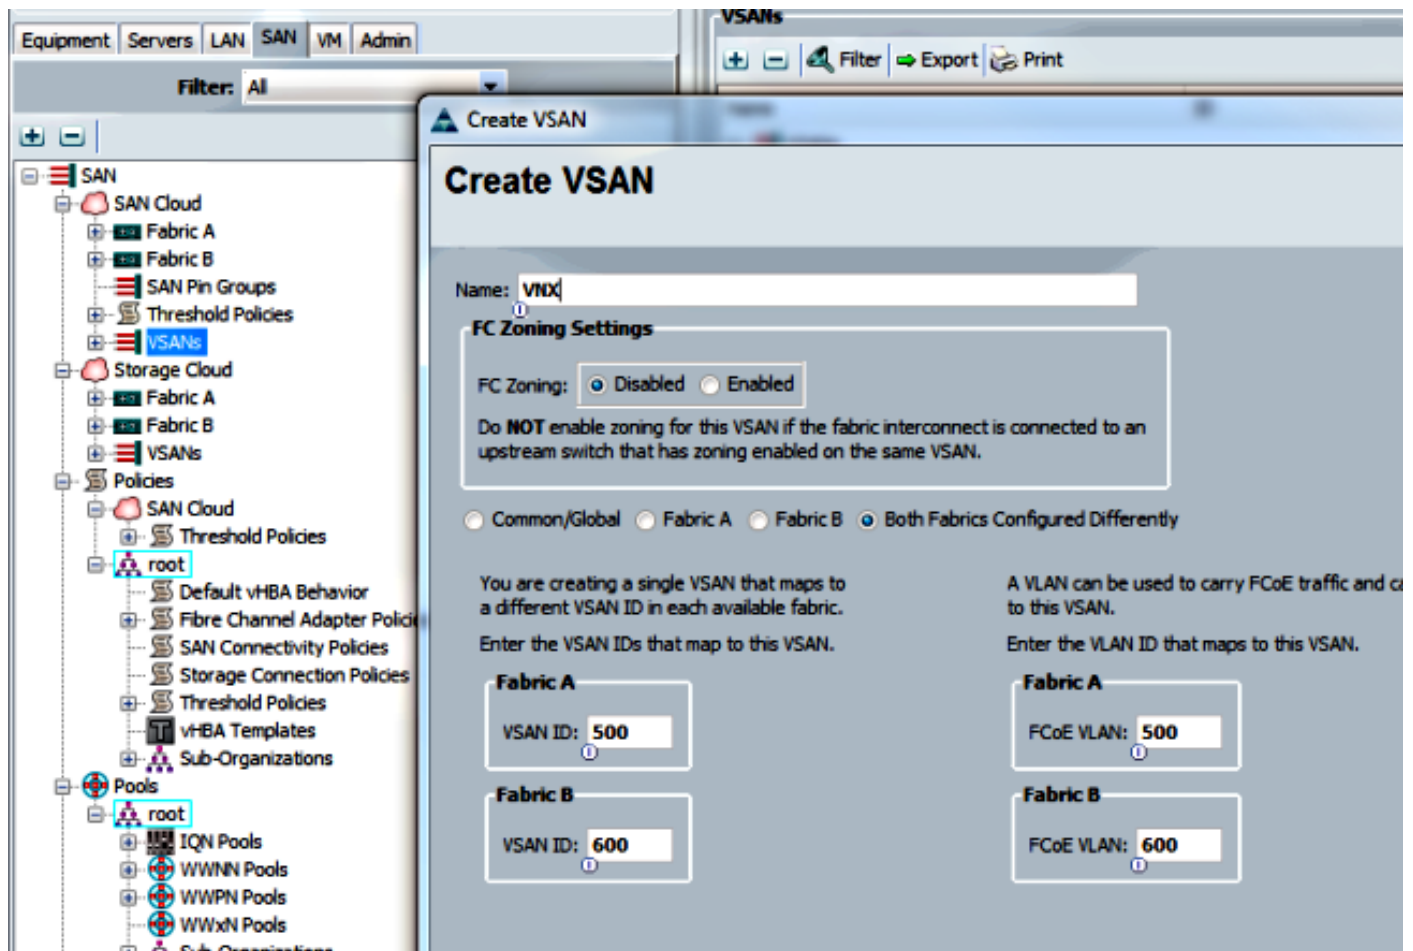 Equipment Servers LAN SAN VM Admin
Filter: All
SAN
SAN Cloud
Fabric A
Fabric B
SAN Pin Groups
Threshold Policies
VSANs
Storage Cloud
Fabric A
Fabric B
VSANs
Policies
SAN Cloud
Threshold Policies
root
Default vHBA Behavior
Fibre Channel Adapter Polici
SAN Connectivity Policies
Storage Connection Policies
Threshold Policies
vHBA Templates
Sub-Organizations
Pools
root
IQN Pools
WWNN Pools
WWPN Pools
WWxN Pools
Sub-Organizations
VSANs
Filter Export Print
Create VSAN
Create VSAN
Name: VNX
FC Zoning Settings
FC Zoning: Disabled Enabled
Do NOT enable zoning for this VSAN if the fabric interconnect is connected to an
upstream switch that has zoning enabled on the same VSAN.
Common/Global Fabric A Fabric B Both Fabrics Configured Differently
You are creating a single VSAN that maps to
a different VSAN ID in each available fabric.
Enter the VSAN IDs that map to this VSAN.
Fabric A
VSAN ID: 500
Fabric B
VSAN ID: 600
A VLAN can be used to carry FCoE traffic and ca
to this VSAN.
Enter the VLAN ID that maps to this VSAN.
Fabric A
FCoE VLAN: 500
Fabric B
FCoE VLAN: 600